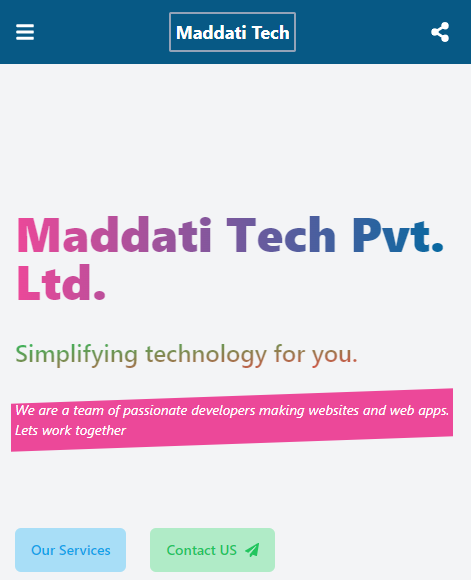 Maddati Tech
Maddati Tech Pvt.
Ltd.
Simplifying technology for you.
We are a team of passionate developers making websites and web apps.
Lets work together
Our Services
Contact US